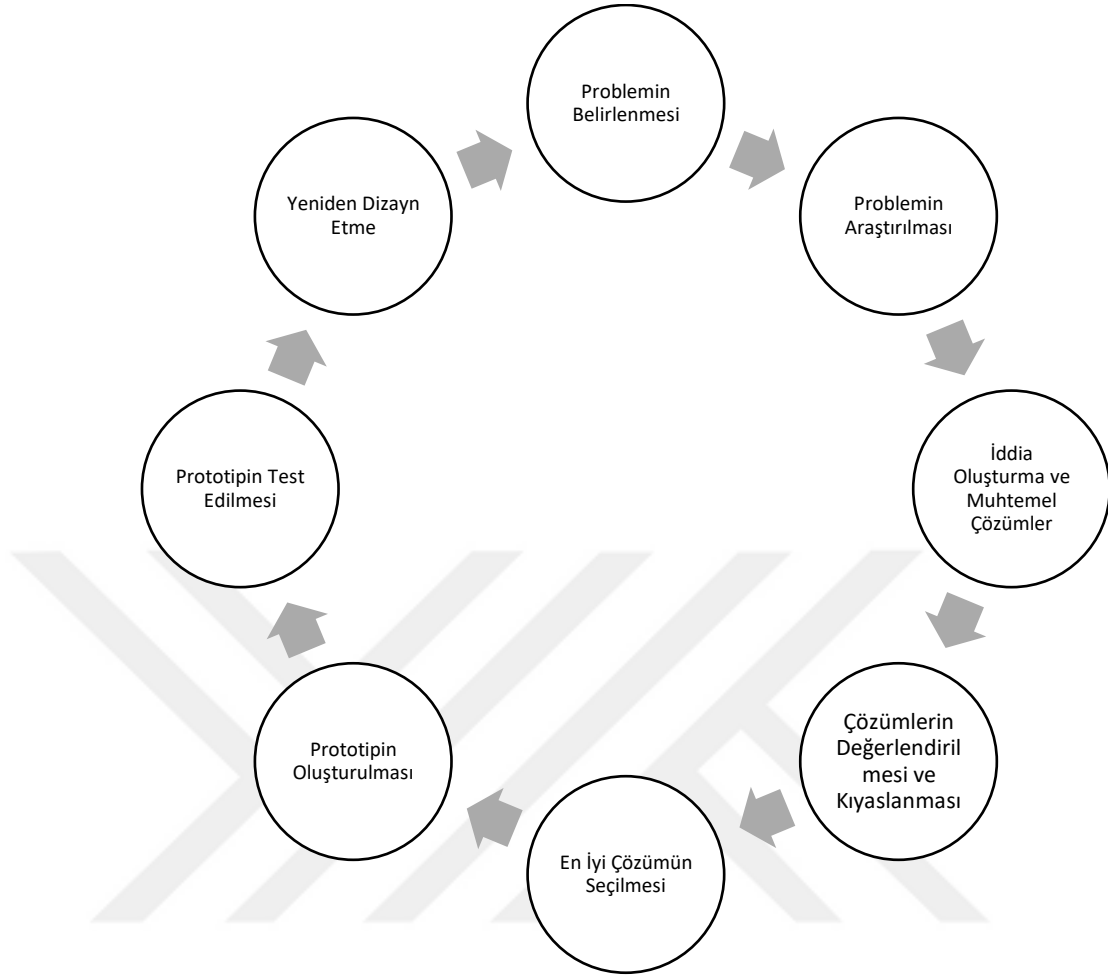 Problemin
Belirlenmesi
Problemin
Araştırılması
İddia
Oluşturma ve
Muhtemel
Çözümler
Çözümlerin
Değerlendiril
mesi ve
Kıyaslanması
En İyi Çözümün
Seçilmesi
Prototipin
Oluşturulması
Prototipin Test
Edilmesi
Yeniden Dizayn
Etme